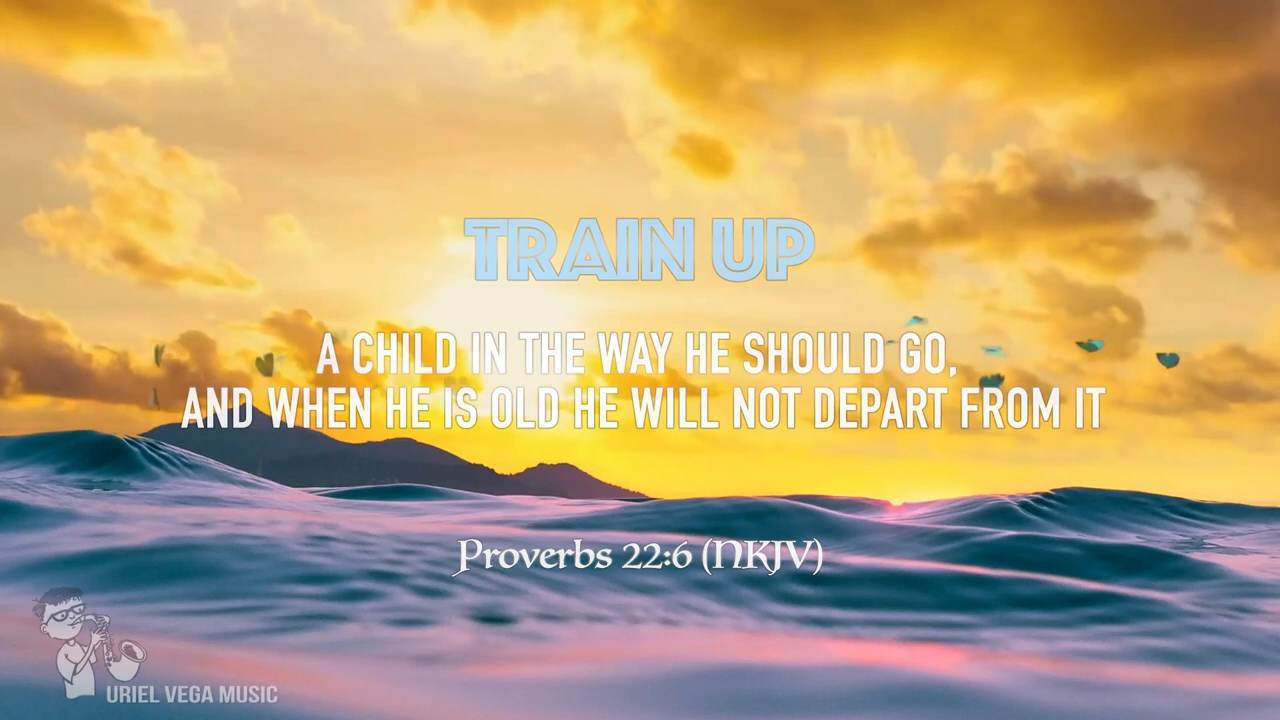 TRAIN UP
A CHILD IN THE WAY HE SHOULD GO,
AND WHEN HE IS OLD HE WILL NOT DEPART FROM IT
Proverbs 22:6 (NKJV)
URIEL VEGA MUSIC